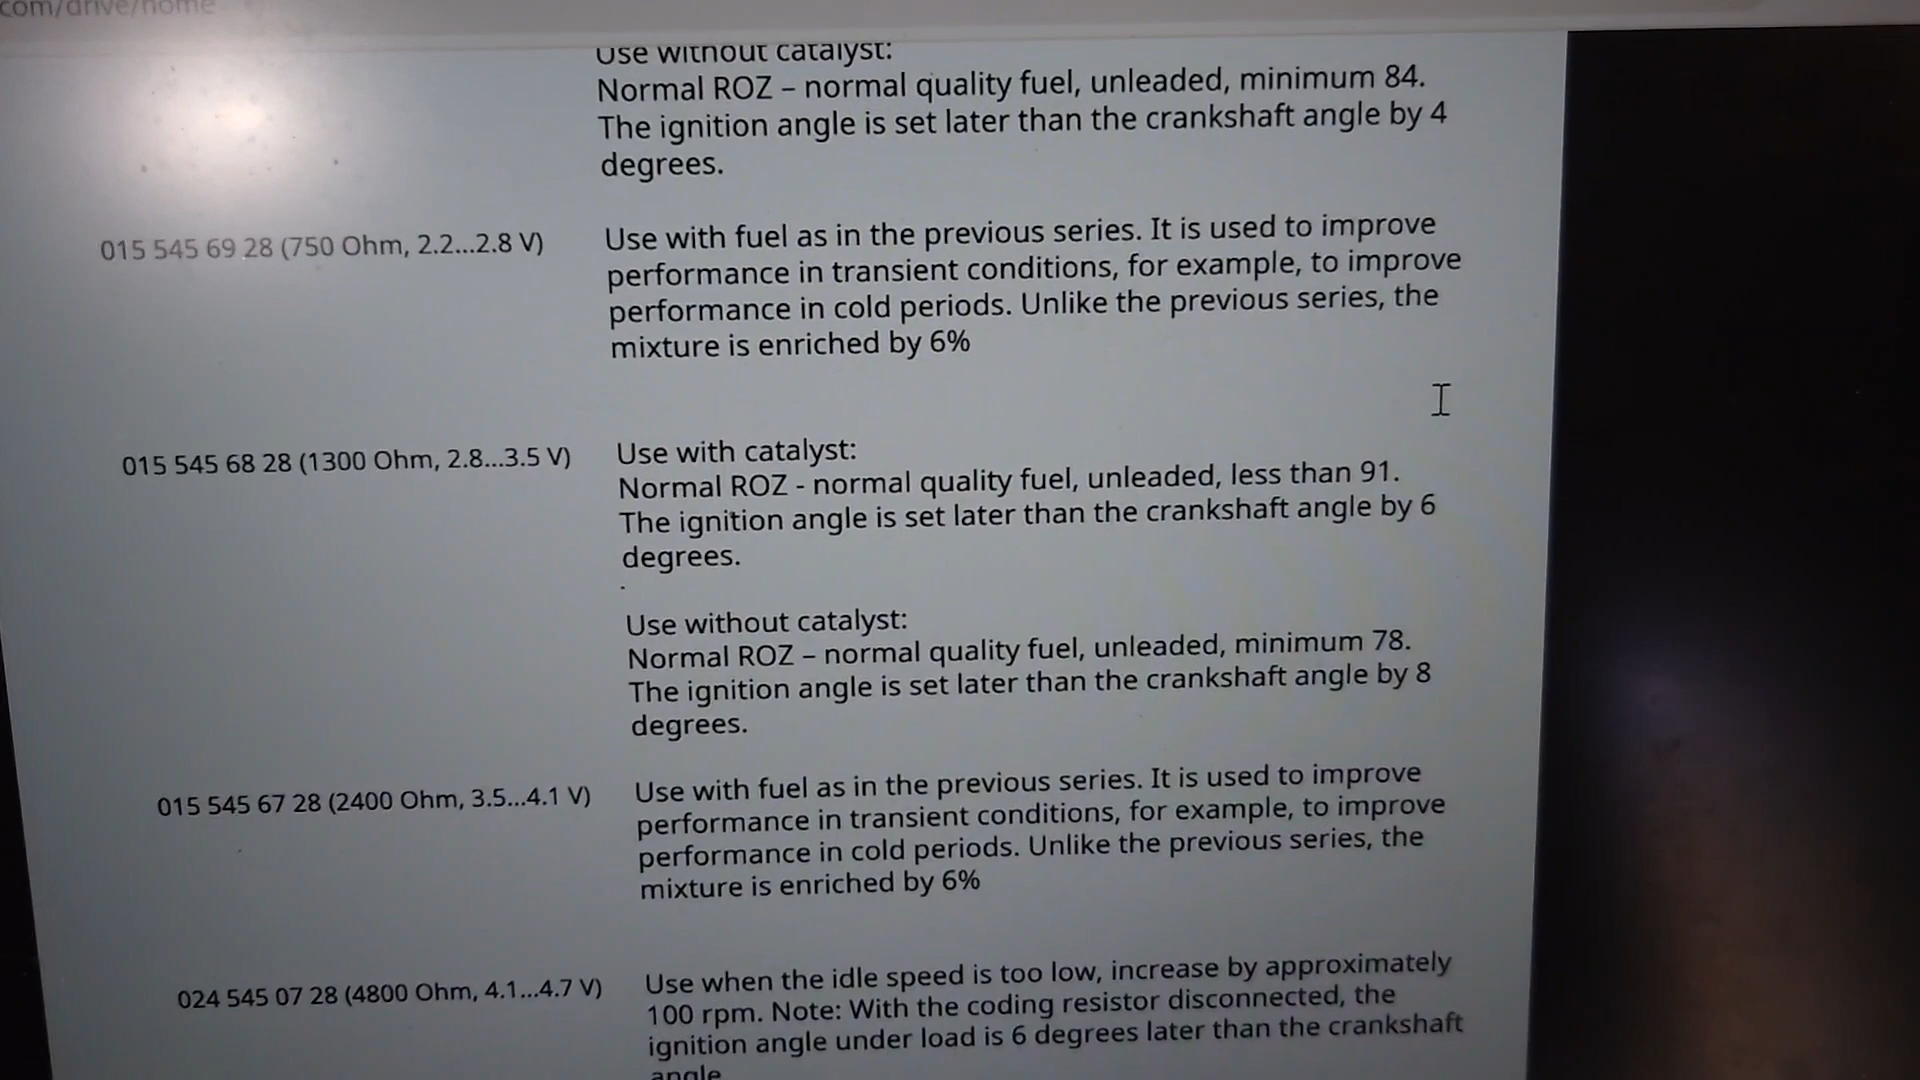 com/drive/home
Use without catalyst:
Normal ROZ – normal quality fuel, unleaded, minimum 84.
The ignition angle is set later than the crankshaft angle by 4
degrees.
015 545 69 28 (750 Ohm, 2.2...2.8 V)
Use with fuel as in the previous series. It is used to improve
performance in transient conditions, for example, to improve
performance in cold periods. Unlike the previous series, the
mixture is enriched by 6%
015 545 68 28 (1300 Ohm, 2.8...3.5 V)
Use with catalyst:
Normal ROZ - normal quality fuel, unleaded, less than 91.
The ignition angle is set later than the crankshaft angle by 6
degrees.
.
Use without catalyst:
Normal ROZ – normal quality fuel, unleaded, minimum 78.
The ignition angle is set later than the crankshaft angle by 8
degrees.
015 545 67 28 (2400 Ohm, 3.5...4.1 V)
Use with fuel as in the previous series. It is used to improve
performance in transient conditions, for example, to improve
performance in cold periods. Unlike the previous series, the
mixture is enriched by 6%
024 545 07 28 (4800 Ohm, 4.1...4.7 V)
Use when the idle speed is too low, increase by approximately
100 rpm. Note: With the coding resistor disconnected, the
ignition angle under load is 6 degrees later than the crankshaft
angle